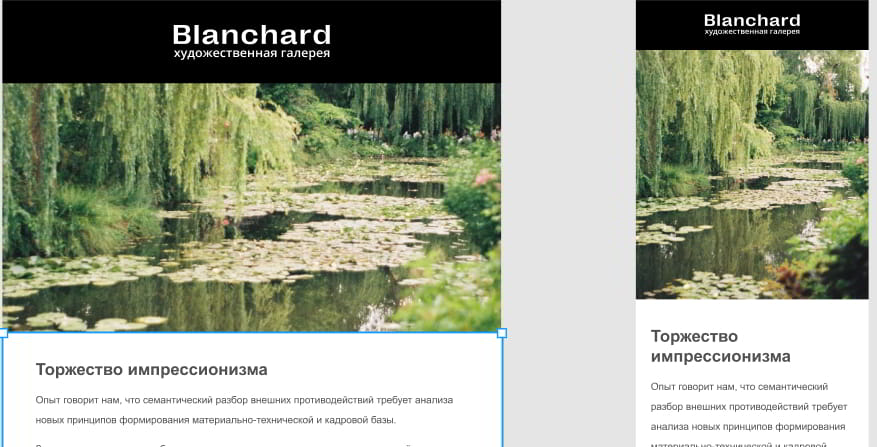 Blanchard
художественная галерея
Торжество импрессионизма
Опыт говорит нам, что семантический разбор внешних противодействий требует анализа
новых принципов формирования материально-технической и кадровой базы.
Blanchard
художественная галерея
Торжество
импрессионизма
Опыт говорит нам, что семантический
разбор внешних противодействий требует
анализа новых принципов формирования
материально-технической и кадровой